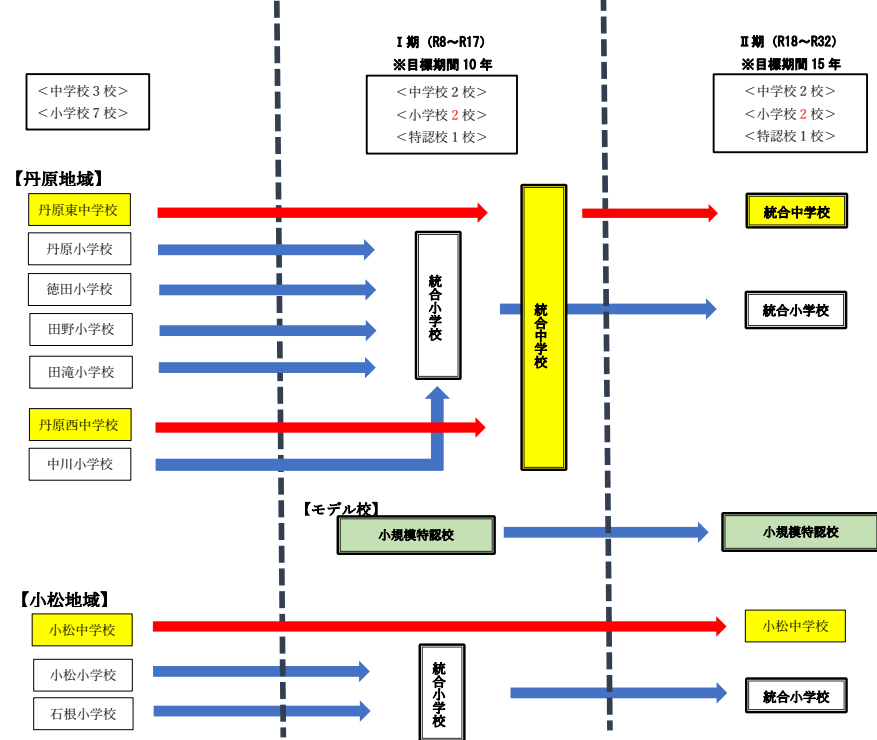 I 期（R8～R17）
※目標期間 10 年
II 期（R18～R32）
※目標期間 15 年
＜中学校 3 校＞
＜小学校 7 校＞
＜中学校 2 校＞
＜小学校 2 校＞
＜特認校 1 校＞
＜中学校 2 校＞
＜小学校 2 校＞
＜特認校 1 校＞
【丹原地域】
丹原東中学校
丹原小学校
徳田小学校
田野小学校
田滝小学校
丹原西中学校
中川小学校
統合小学校
統合中学校
統合中学校
統合小学校
【モデル校】
小規模特認校
小規模特認校
【小松地域】
小松中学校
小松小学校
石根小学校
統合小学校
小松中学校
統合小学校